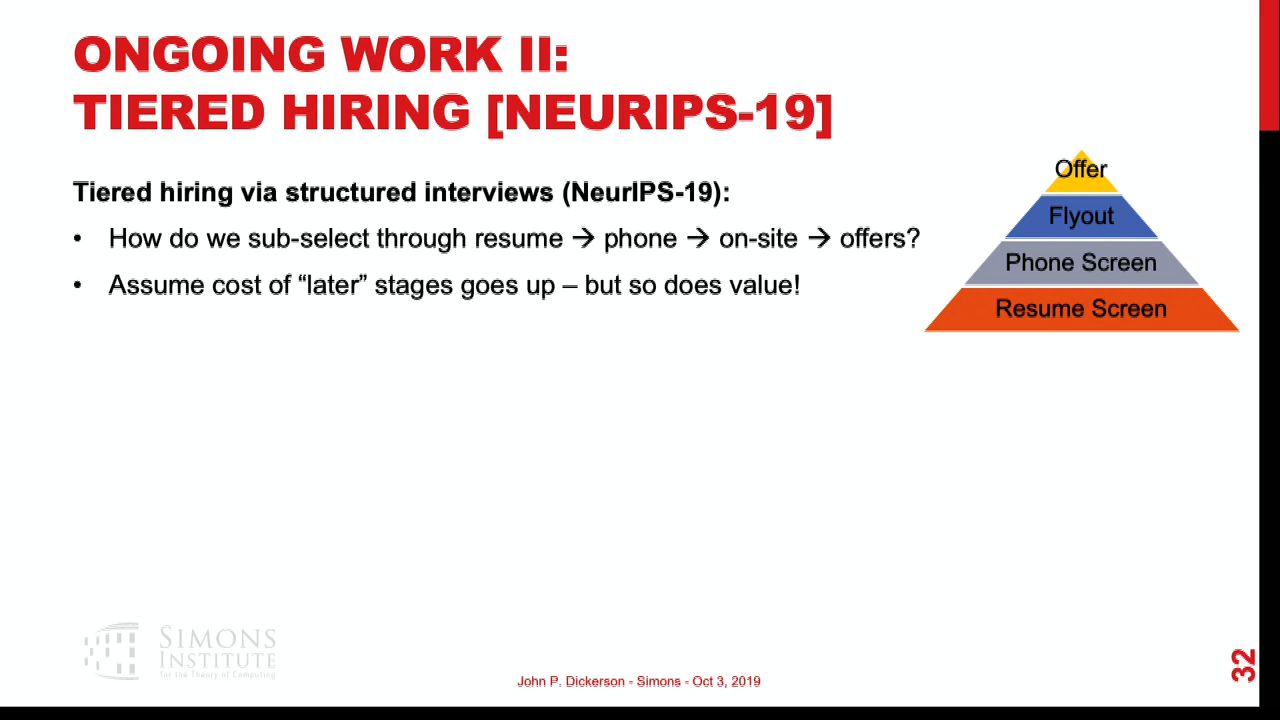 ONGOING WORK II:
TIERED HIRING [NEURIPS-19]
Tiered hiring via structured interviews (NeurIPS-19):
• How do we sub-select through resume → phone → on-site → offers?
• Assume cost of “later” stages goes up – but so does value!
Offer
Flyout
Phone Screen
Resume Screen
SIMONS
INSTITUTE
for the Theory of Computing
John P. Dickerson - Simons - Oct 3, 2019
32